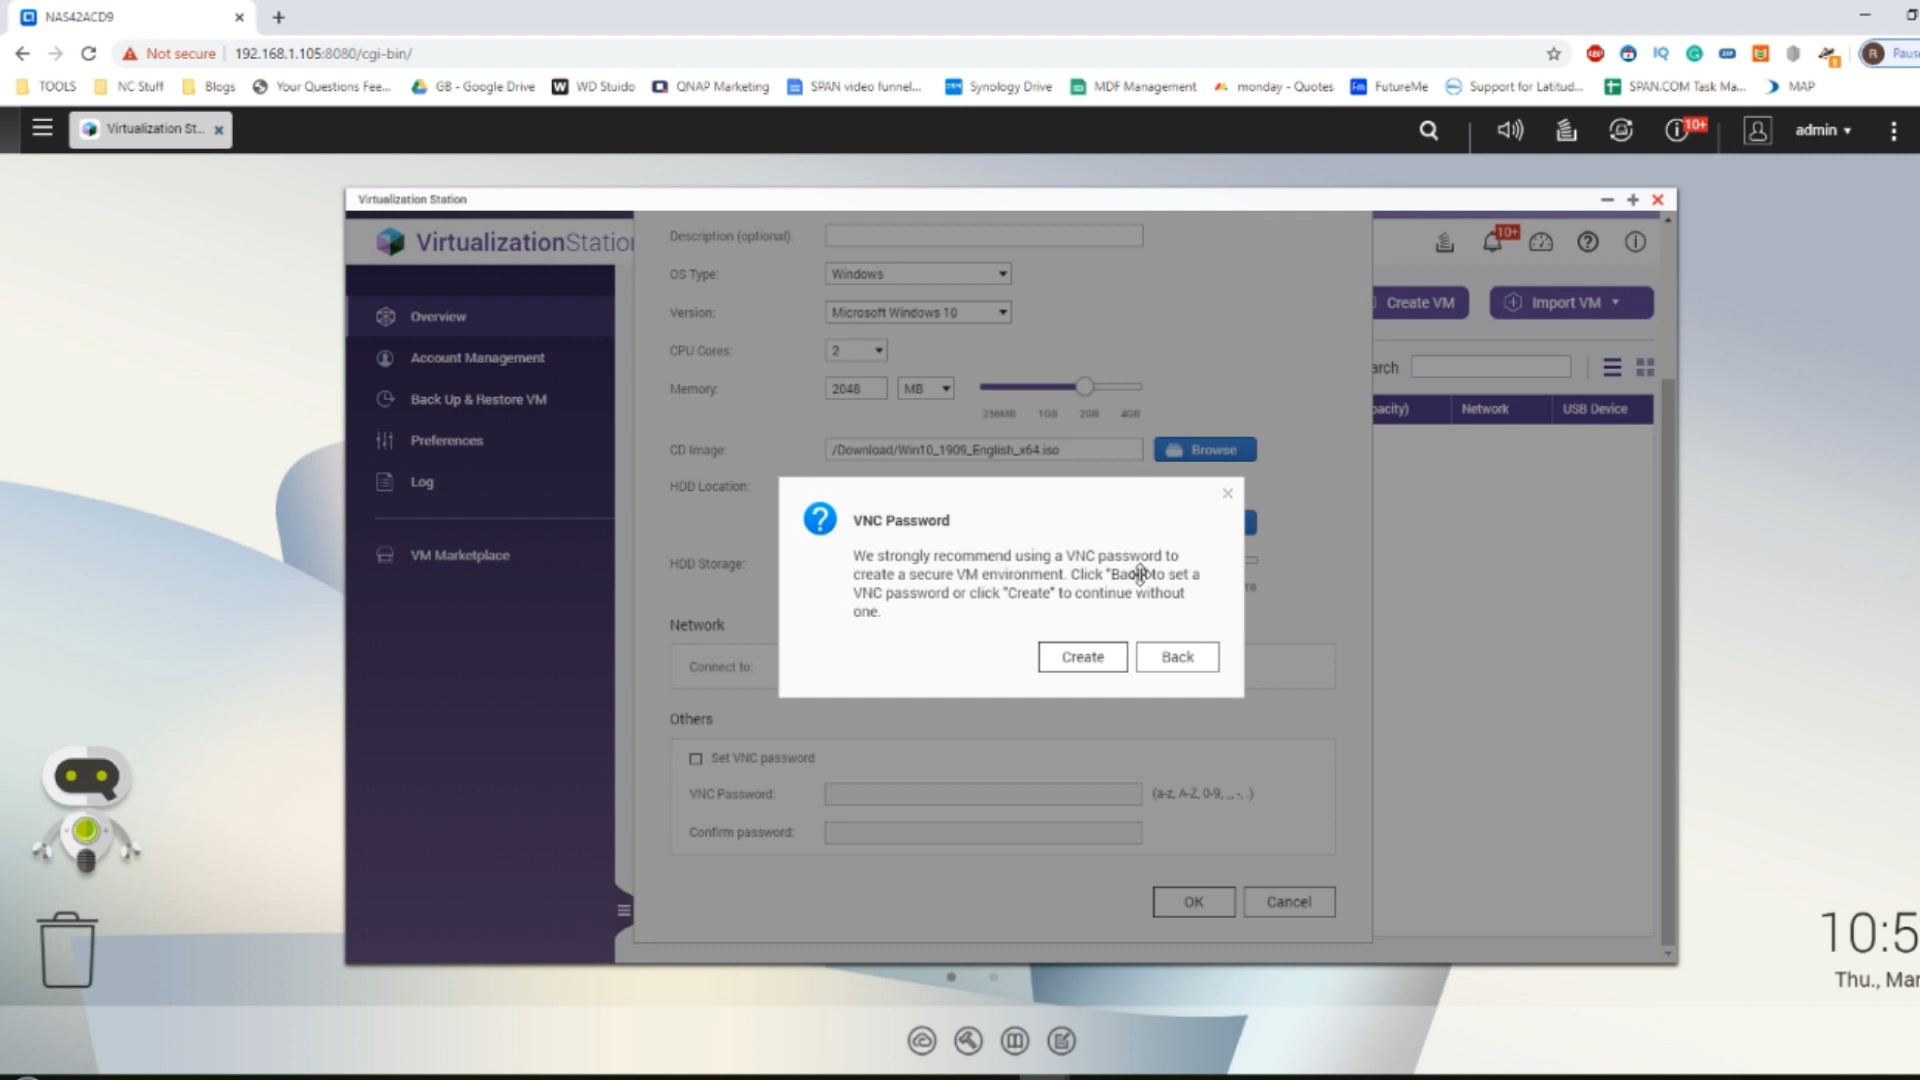 NAS42ACD9
Not secure
192.168.1.105:8080/cgi-bin/
Pause
TOOLS
NC Stuff
Blogs
Your Questions Fee...
GB - Google Drive
WD Stuido
QNAP Marketing
SPAN video funnel...
Synology Drive
MDF Management
monday - Quotes
FutureMe
Support for Latitud...
SPAN.COM Task Ma...
MAP
Virtualization St...
10+
admin
Virtualization Station
VirtualizationStation
10+
Overview
Account Management
Back Up & Restore VM
Preferences
Log
VM Marketplace
Create VM
Import VM
arch
pacity)
Network
USB Device
Description (optional):
OS Type:
Windows
Version:
Microsoft Windows 10
CPU Cores:
2
Memory:
2048
MB
256MB
1GB
2GB
4GB
CD Image:
/Download/Win10_1909_English_x64.iso
Browse
HDD Location:
HDD Storage:
TB
VNC Password
We strongly recommend using a VNC password to
create a secure VM environment. Click "Back" to set a
VNC password or click "Create" to continue without
one.
Create
Back
Network
Connect to:
Others
Set VNC password
VNC Password:
(a-z, A-Z, 0-9, _, -, .)
Confirm password:
OK
Cancel
10:5
Thu., Mar